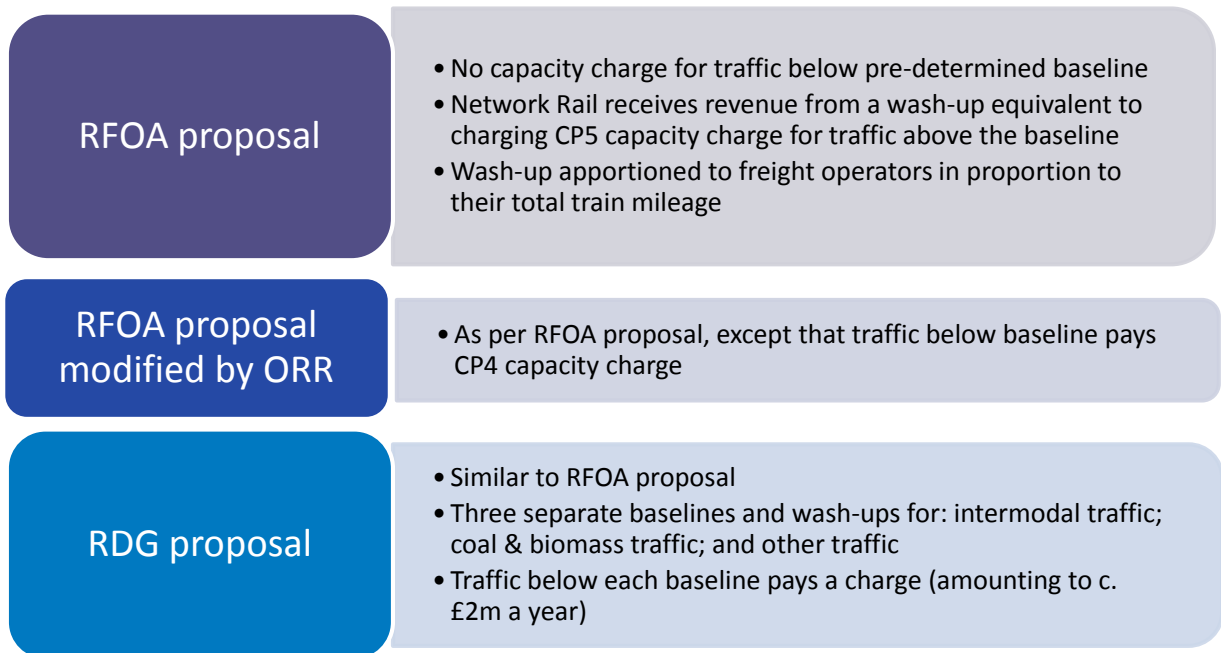 RFOA proposal
• No capacity charge for traffic below pre-determined baseline
• Network Rail receives revenue from a wash-up equivalent to
charging CP5 capacity charge for traffic above the baseline
• Wash-up apportioned to freight operators in proportion to
their total train mileage
RFOA proposal
modified by ORR
• As per RFOA proposal, except that traffic below baseline pays
CP4 capacity charge
RDG proposal
• Similar to RFOA proposal
• Three separate baselines and wash-ups for: intermodal traffic;
coal & biomass traffic; and other traffic
• Traffic below each baseline pays a charge (amounting to c.
£2m a year)